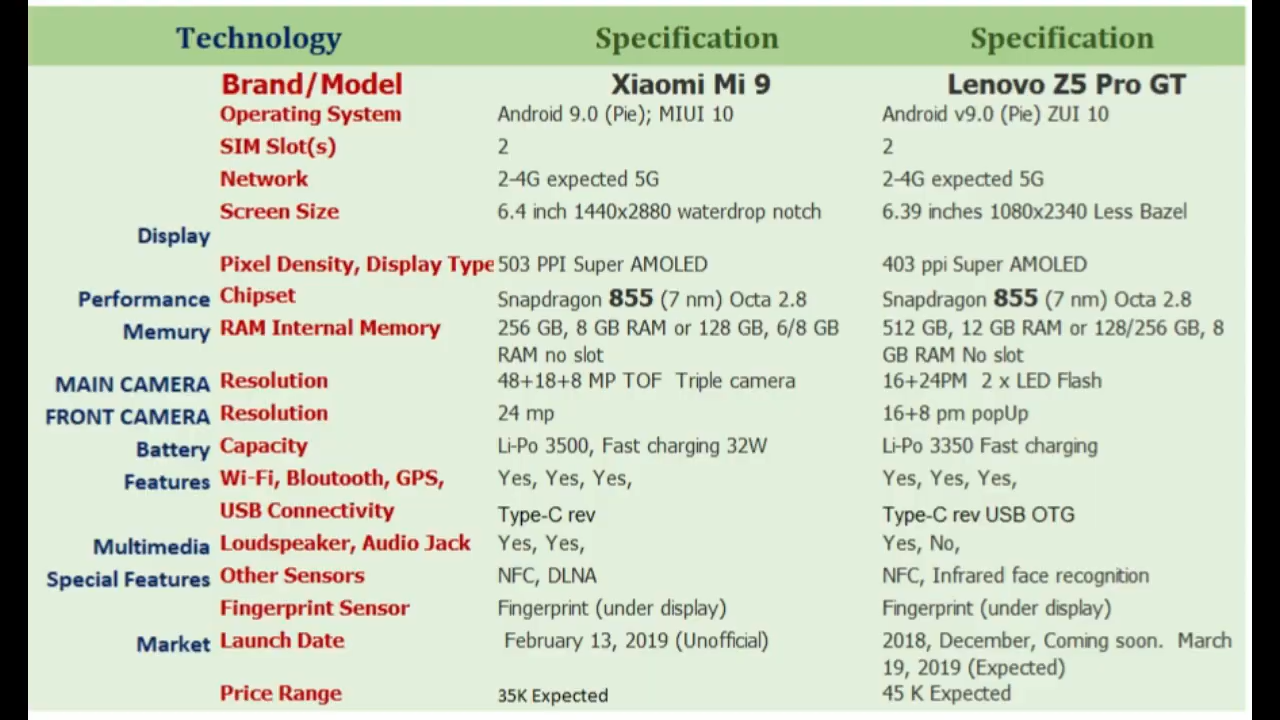 Technology Specification Specification
Brand/Model Xiaomi Mi 9 Lenovo Z5 Pro GT
Operating System Android 9.0 (Pie); MIUI 10 Android v9.0 (Pie) ZUI 10
SIM Slot(s) 2 2
Network 2-4G expected 5G 2-4G expected 5G
Screen Size 6.4 inch 1440x2880 waterdrop notch 6.39 inches 1080x2340 Less Bazel
Display
Pixel Density, Display Type 503 PPI Super AMOLED 403 ppi Super AMOLED
Performance Chipset Snapdragon 855 (7 nm) Octa 2.8 Snapdragon 855 (7 nm) Octa 2.8
Memury RAM Internal Memory 256 GB, 8 GB RAM or 128 GB, 6/8 GB 512 GB, 12 GB RAM or 128/256 GB, 8
RAM no slot GB RAM No slot
MAIN CAMERA Resolution 48+18+8 MP TOF Triple camera 16+24PM 2 x LED Flash
FRONT CAMERA Resolution 24 mp 16+8 pm popUp
Battery Capacity Li-Po 3500, Fast charging 32W Li-Po 3350 Fast charging
Features Wi-Fi, Bloutooth, GPS, Yes, Yes, Yes, Yes, Yes, Yes,
USB Connectivity Type-C rev Type-C rev USB OTG
Multimedia Loudspeaker, Audio Jack Yes, Yes, Yes, No,
Special Features Other Sensors NFC, DLNA NFC, Infrared face recognition
Fingerprint Sensor Fingerprint (under display) Fingerprint (under display)
Market Launch Date February 13, 2019 (Unofficial) 2018, December, Coming soon. March
19, 2019 (Expected)
Price Range 35K Expected 45 K Expected